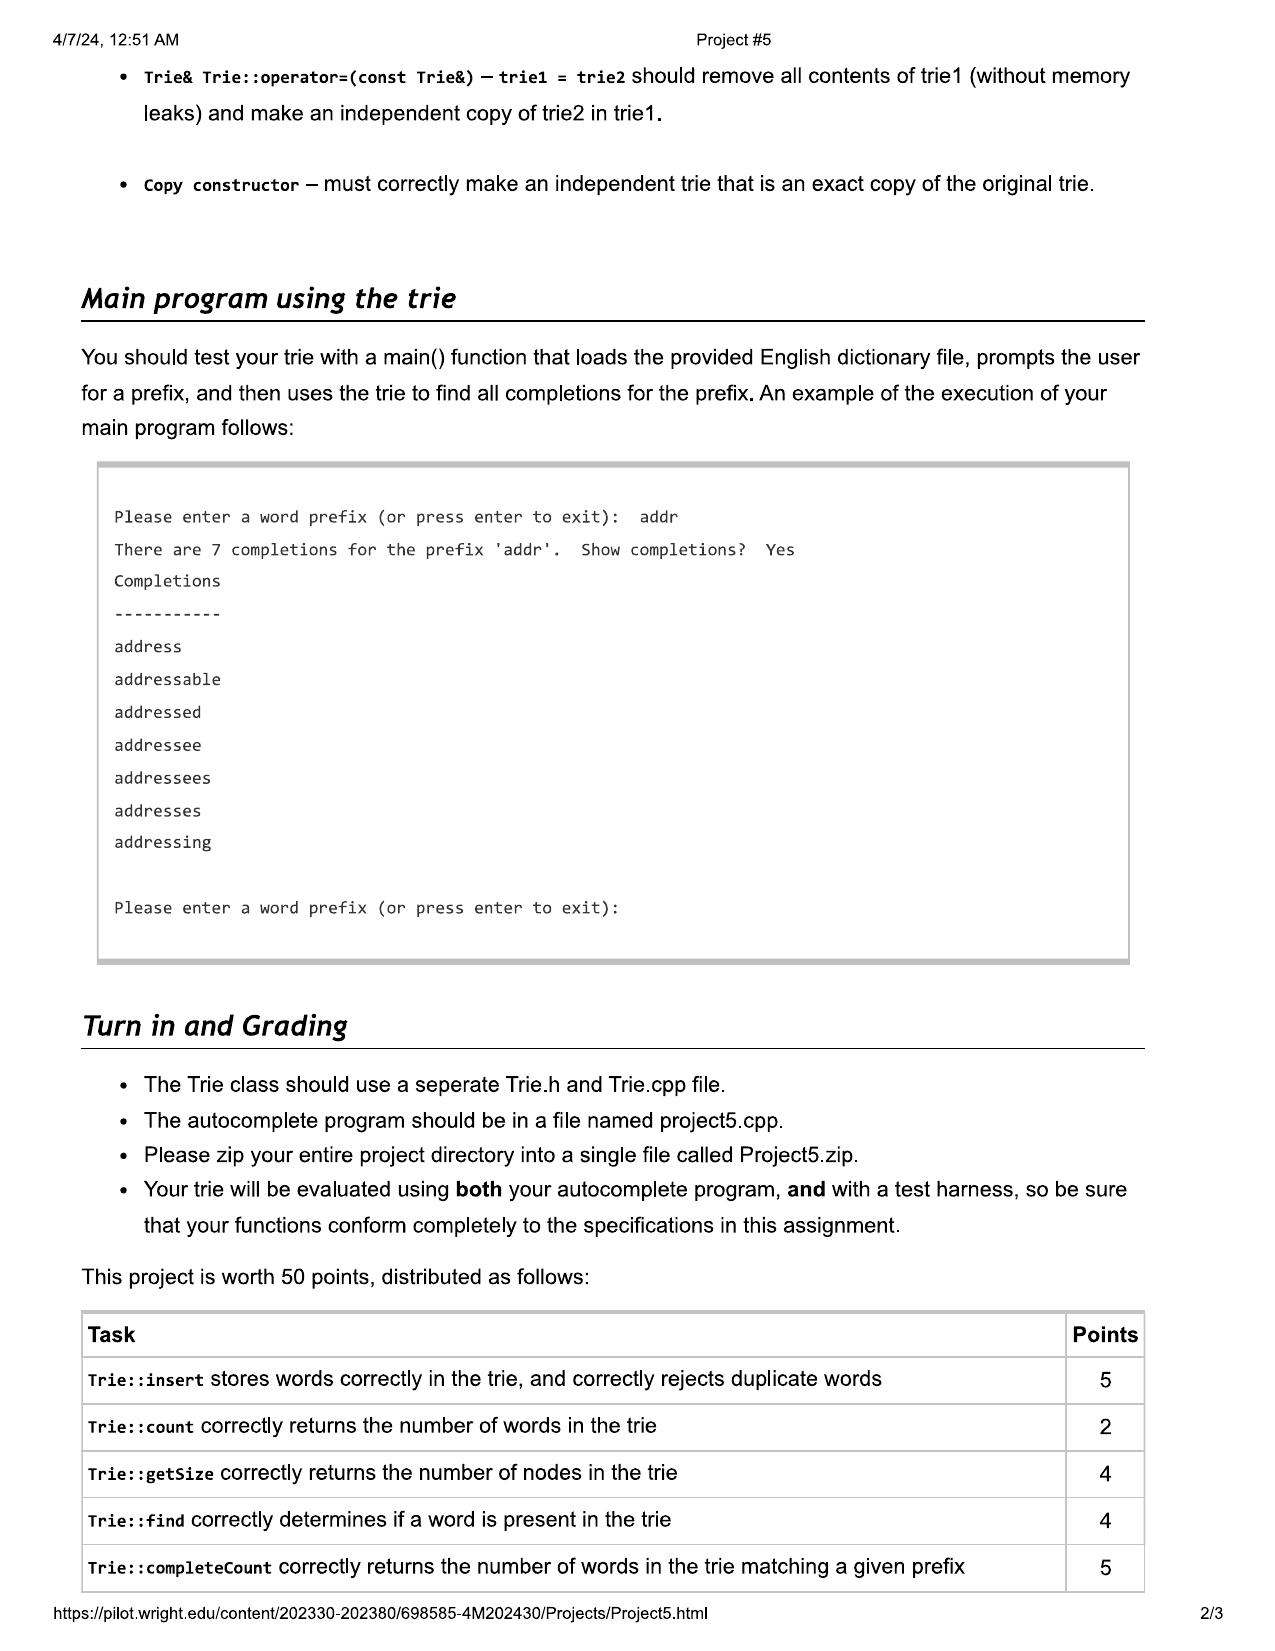 4/7/24, 12:51 AM Project #5
• Trie& Trie::operator=(const Trie&) – trie1 = trie2 should remove all contents of trie1 (without memory
leaks) and make an independent copy of trie2 in trie1.
• Copy constructor – must correctly make an independent trie that is an exact copy of the original trie.
Main program using the trie
You should test your trie with a main() function that loads the provided English dictionary file, prompts the user
for a prefix, and then uses the trie to find all completions for the prefix. An example of the execution of your
main program follows:
Please enter a word prefix (or press enter to exit):  addr
There are 7 completions for the prefix 'addr'.  Show completions?  Yes
Completions
-----------
address
addressable
addressed
addressee
addressees
addresses
addressing
Please enter a word prefix (or press enter to exit):
Turn in and Grading
• The Trie class should use a seperate Trie.h and Trie.cpp file.
• The autocomplete program should be in a file named project5.cpp.
• Please zip your entire project directory into a single file called Project5.zip.
• Your trie will be evaluated using both your autocomplete program, and with a test harness, so be sure
that your functions conform completely to the specifications in this assignment.
This project is worth 50 points, distributed as follows:
Task Points
Trie::insert stores words correctly in the trie, and correctly rejects duplicate words 5
Trie::count correctly returns the number of words in the trie 2
Trie::getSize correctly returns the number of nodes in the trie 4
Trie::find correctly determines if a word is present in the trie 4
Trie::completeCount correctly returns the number of words in the trie matching a given prefix 5
https://pilot.wright.edu/content/202330-202380/698585-4M202430/Projects/Project5.html 2/3